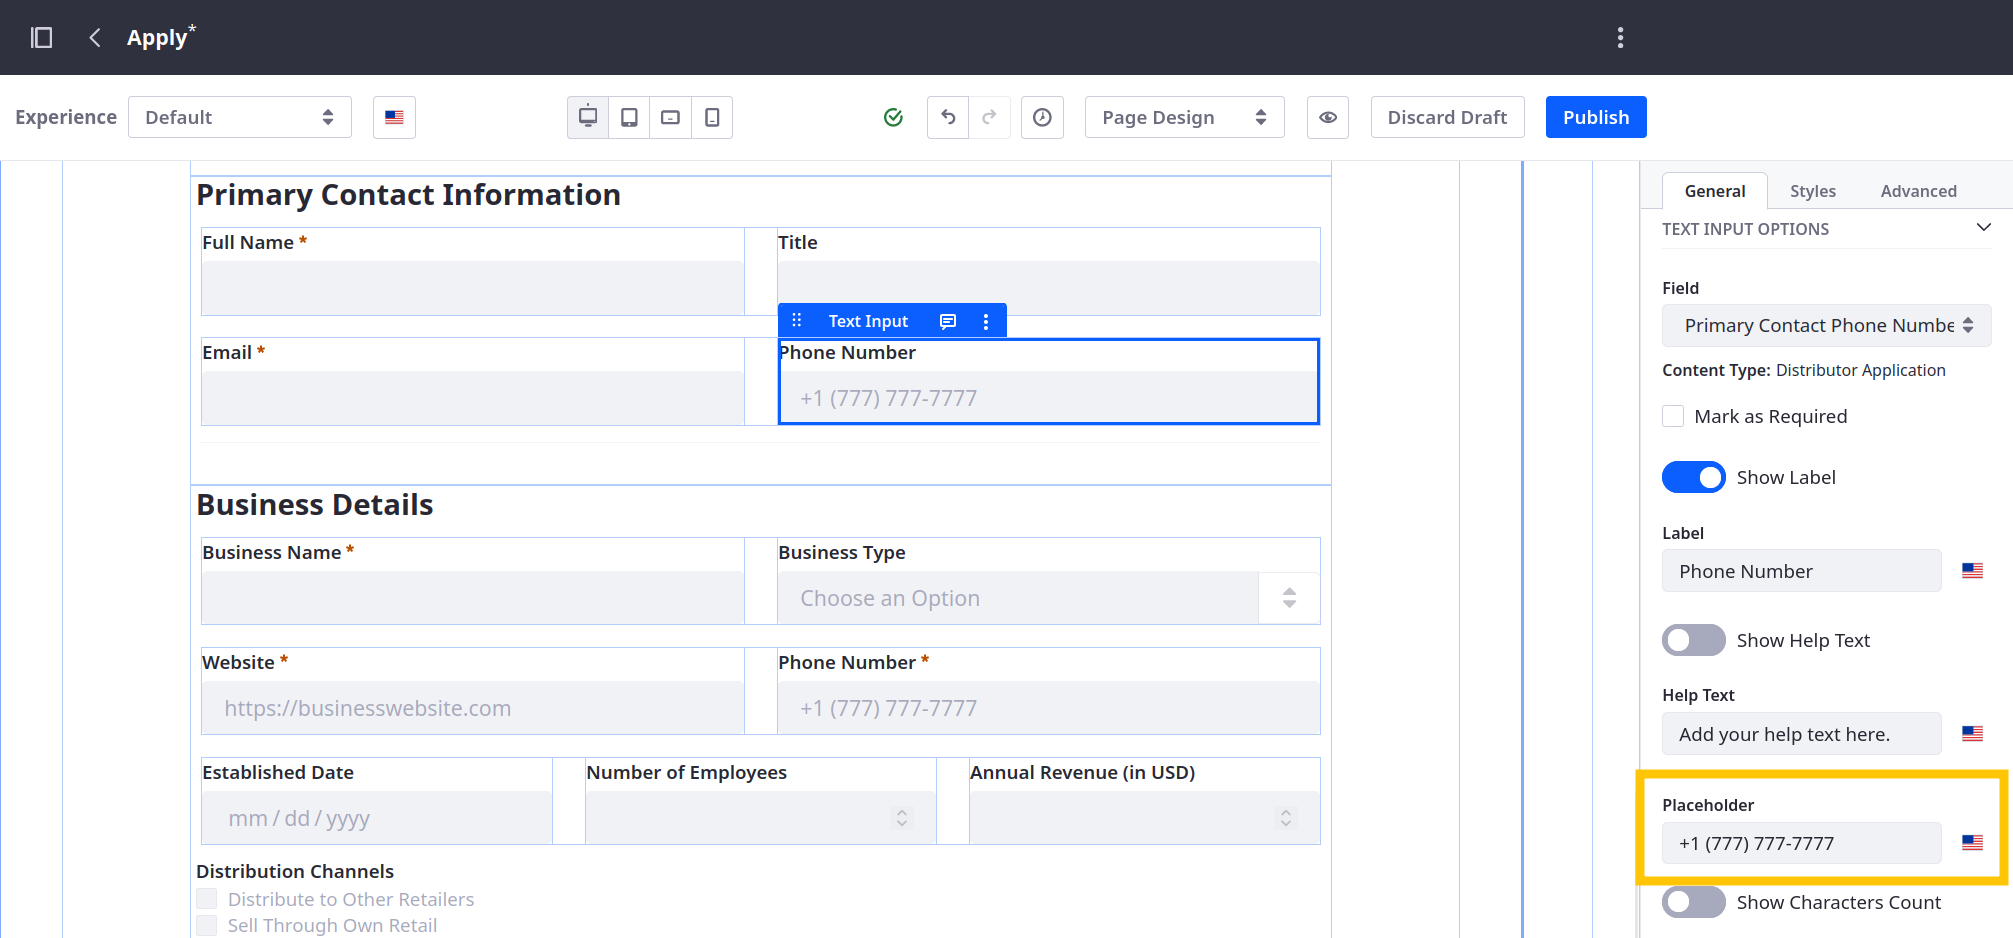 Apply*
Experience
Default
Page Design
Discard Draft
Publish
Primary Contact Information
Full Name *
Title
Text Input
Email *
Phone Number
+1 (777) 777-7777
Business Details
Business Name *
Business Type
Choose an Option
Website *
Phone Number *
https://businesswebsite.com
+1 (777) 777-7777
Established Date
Number of Employees
Annual Revenue (in USD)
mm / dd / yyyy
Distribution Channels
Distribute to Other Retailers
Sell Through Own Retail
General
Styles
Advanced
TEXT INPUT OPTIONS
Field
Primary Contact Phone Numbe
Content Type: Distributor Application
Mark as Required
Show Label
Label
Phone Number
Show Help Text
Help Text
Add your help text here.
Placeholder
+1 (777) 777-7777
Show Characters Count